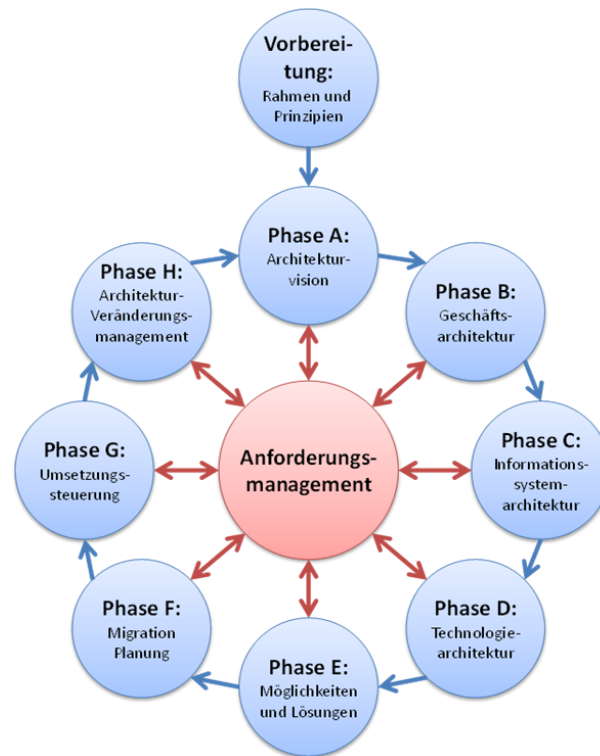 Vorberei-
tung:
Rahmen und
Prinzipien
Phase A:
Architektur-
vision
Phase B:
Geschäfts-
architektur
Phase C:
Informations-
system-
architektur
Phase D:
Technologie-
architektur
Phase E:
Möglichkeiten
und Lösungen
Phase F:
Migration
Planung
Phase G:
Umsetzungs-
steuerung
Phase H:
Architektur-
Veränderungs-
management
Anforderungs-
management